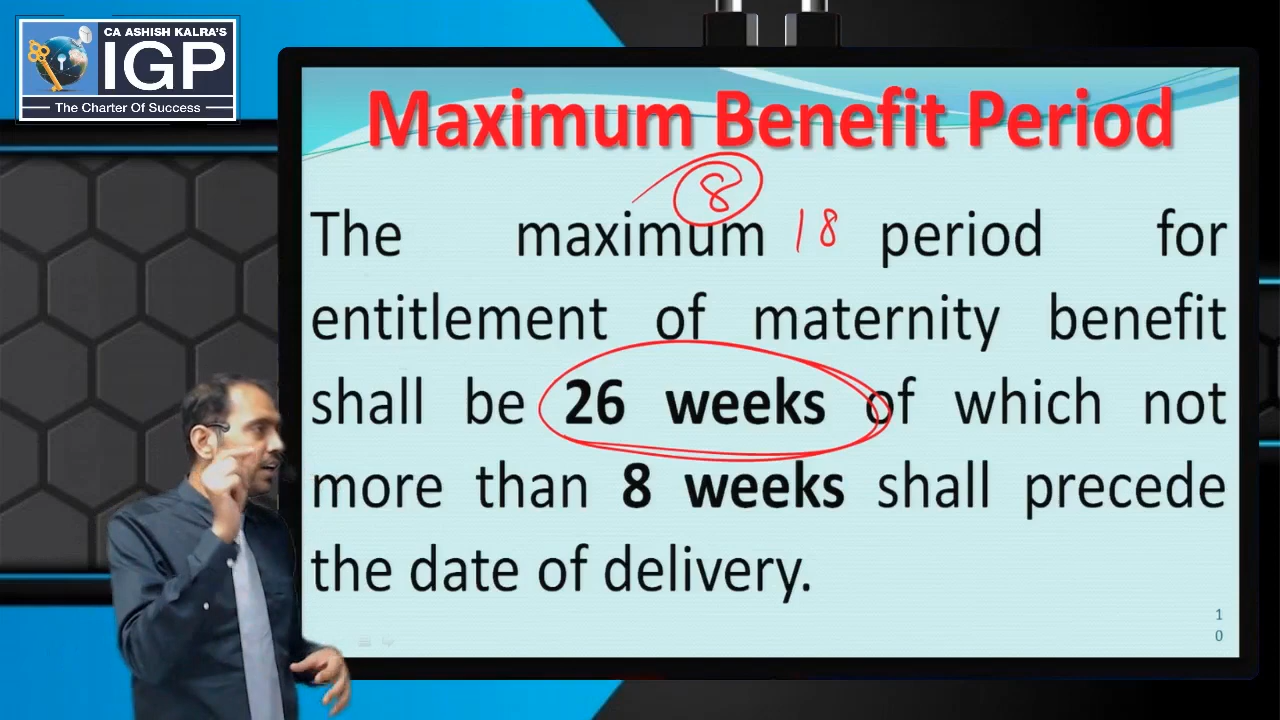 CA ASHISH KALRA'S
IGP
The Charter Of Success
Maximum Benefit Period
8
The maximum 18 period for
entitlement of maternity benefit
shall be 26 weeks of which not
more than 8 weeks shall precede
the date of delivery.
1
0